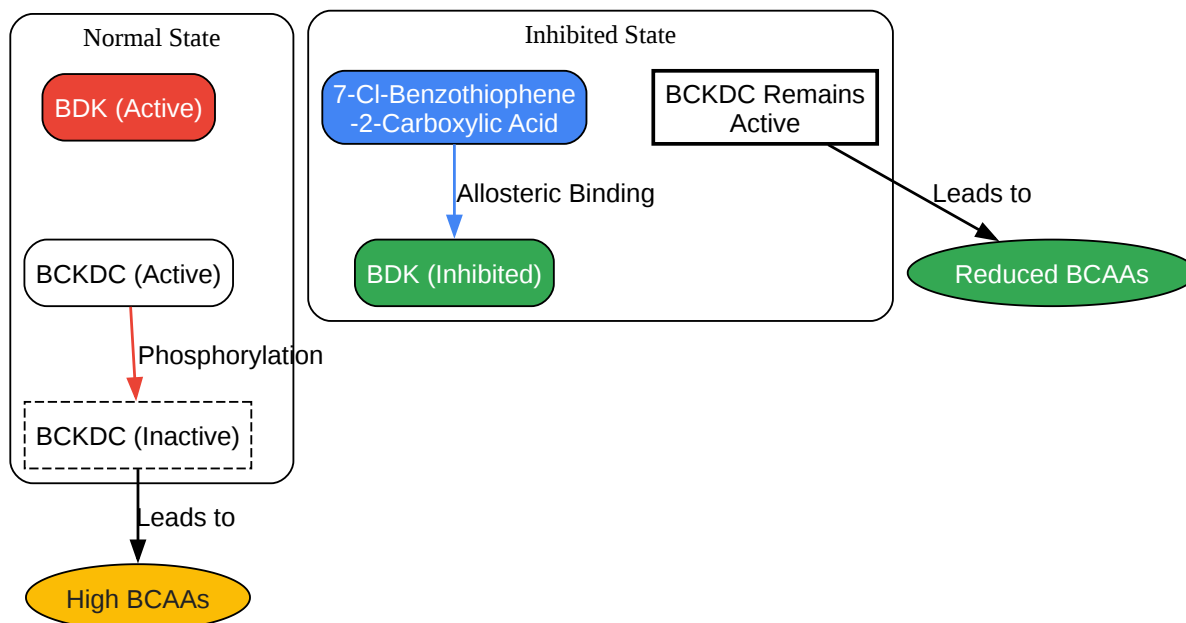 Normal State
BDK (Active)
BCKDC (Active)
Phosphorylation
BCKDC (Inactive)
Leads to
High BCAAs
Inhibited State
7-Cl-Benzothiophene
-2-Carboxylic Acid
Allosteric Binding
BDK (Inhibited)
BCKDC Remains
Active
Leads to
Reduced BCAAs